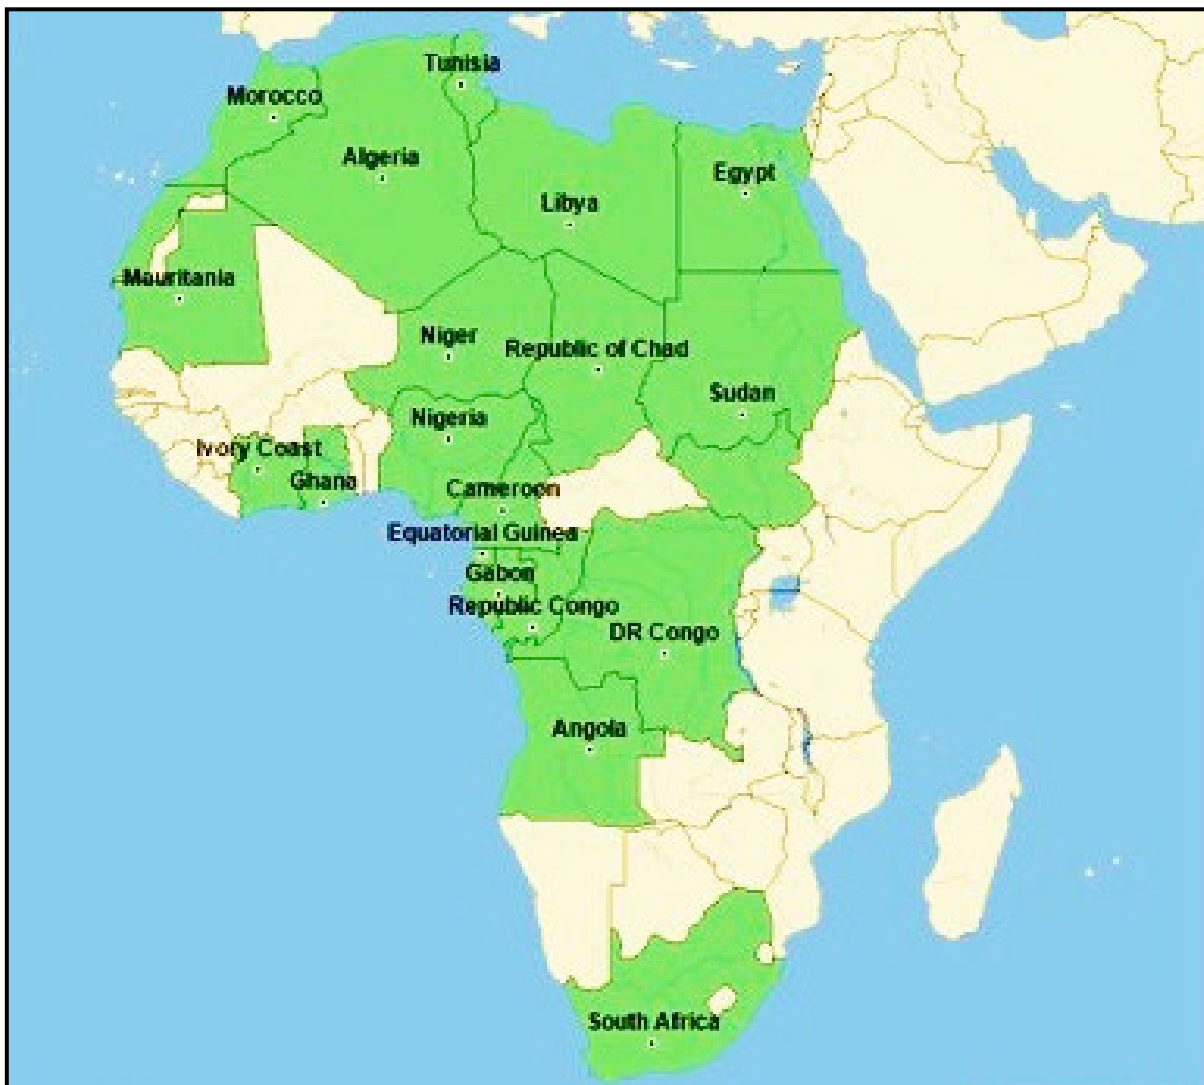 Tunisia
Morocco
Algeria
Egypt
Libya
Mauritania
Niger
Republic of Chad
Sudan
Nigeria
Ivory Coast
Ghana
Cameroon
Equatorial Guinea
Gabon
Republic Congo
DR Congo
Angola
South Africa